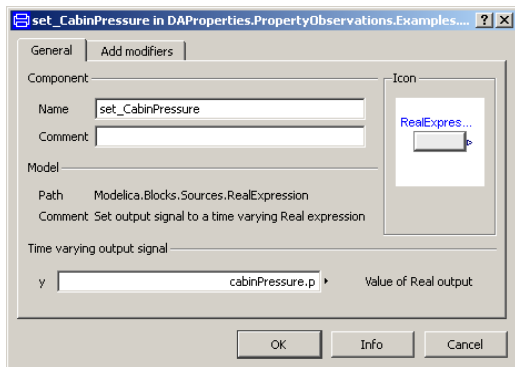 set_CabinPressure in DAProperties.PropertyObservations.Examples.... ? X
General Add modifiers
Component
Name set_CabinPressure
Comment
Icon
RealExpres...
Model
Path Modelica.Blocks.Sources.RealExpression
Comment Set output signal to a time varying Real expression
Time varying output signal
y cabinPressure.p Value of Real output
OK Info Cancel